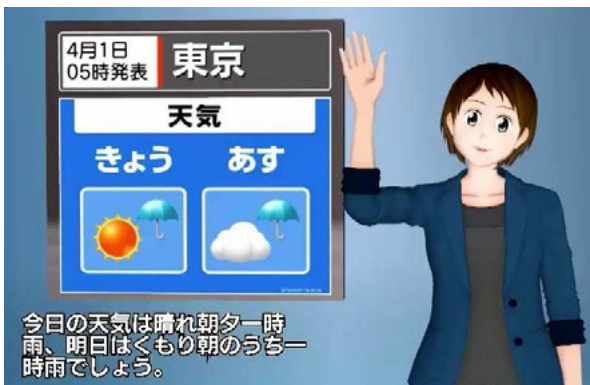 4月1日
05時発表
東京
天気
きょう
あす
今日の天気は晴れ朝夕一時
雨、明日はくもり朝のうち一
時雨でしょう。